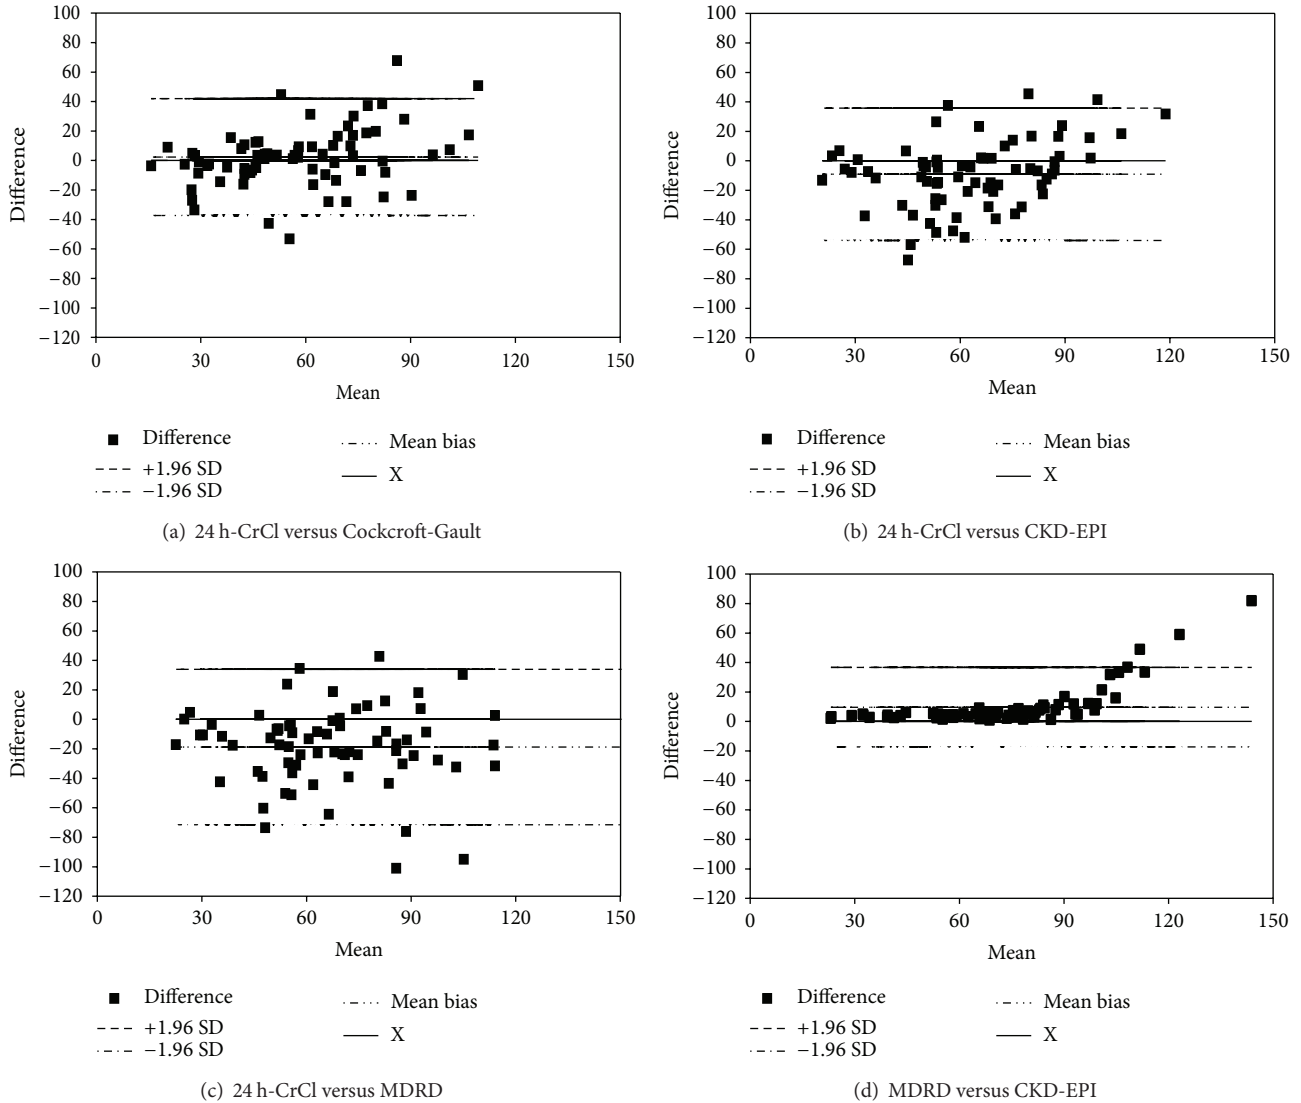 100
80
60
40
20
0
−20
−40
−60
−80
−100
−120
Difference
0 30 60 90 120 150
Mean
Difference
+1.96 SD
−1.96 SD
Mean bias
X
(a) 24 h-CrCl versus Cockcroft-Gault
100
80
60
40
20
0
−20
−40
−60
−80
−100
−120
Difference
0 30 60 90 120 150
Mean
Difference
+1.96 SD
−1.96 SD
Mean bias
X
(b) 24 h-CrCl versus CKD-EPI
100
80
60
40
20
0
−20
−40
−60
−80
−100
−120
Difference
0 30 60 90 120 150
Mean
Difference
+1.96 SD
−1.96 SD
Mean bias
X
(c) 24 h-CrCl versus MDRD
100
80
60
40
20
0
−20
−40
−60
−80
−100
−120
Difference
0 30 60 90 120 150
Mean
Difference
+1.96 SD
−1.96 SD
Mean bias
X
(d) MDRD versus CKD-EPI